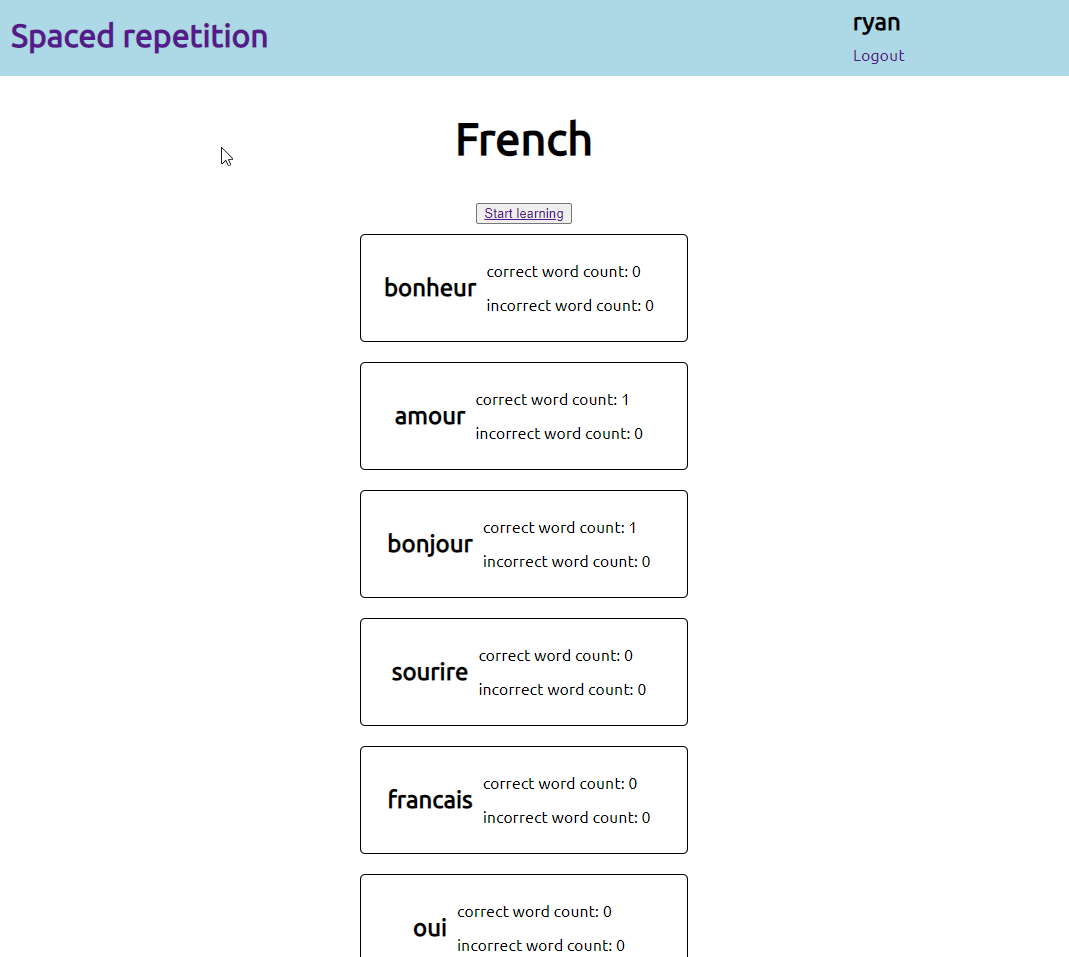 Spaced repetition
ryan
Logout
French
Start learning
bonheur
correct word count: 0
incorrect word count: 0
amour
correct word count: 1
incorrect word count: 0
bonjour
correct word count: 1
incorrect word count: 0
sourire
correct word count: 0
incorrect word count: 0
francais
correct word count: 0
incorrect word count: 0
oui
correct word count: 0
incorrect word count: 0